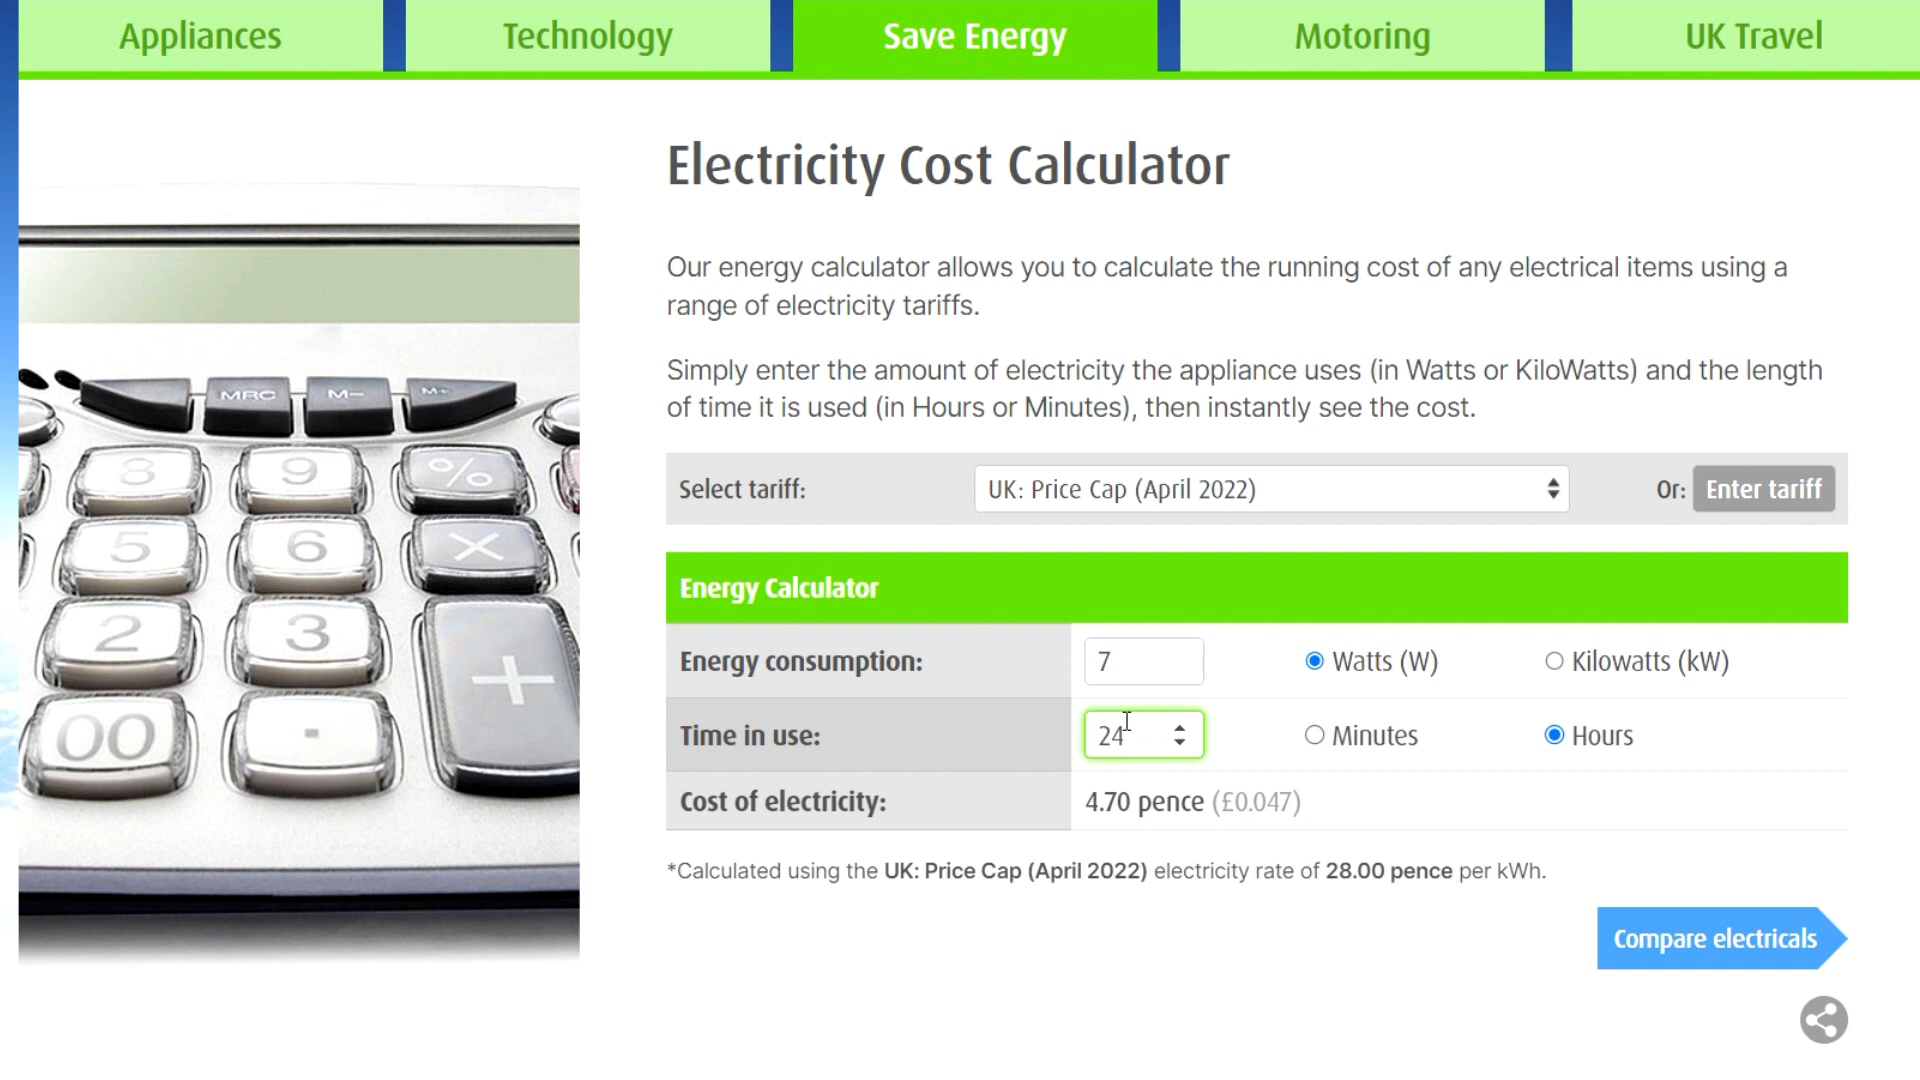 Appliances
Technology
Save Energy
Motoring
UK Travel
Electricity Cost Calculator
Our energy calculator allows you to calculate the running cost of any electrical items using a
range of electricity tariffs.
Simply enter the amount of electricity the appliance uses (in Watts or KiloWatts) and the length
of time it is used (in Hours or Minutes), then instantly see the cost.
Select tariff:
UK: Price Cap (April 2022)
Or: Enter tariff
Energy Calculator
Energy consumption: 7 Watts (W) Kilowatts (kW)
Time in use: 24 Minutes Hours
Cost of electricity: 4.70 pence (£0.047)
*Calculated using the UK: Price Cap (April 2022) electricity rate of 28.00 pence per kWh.
Compare electricals
MRC M− M+
8 9 %
5 6 ×
2 3 +
00 .